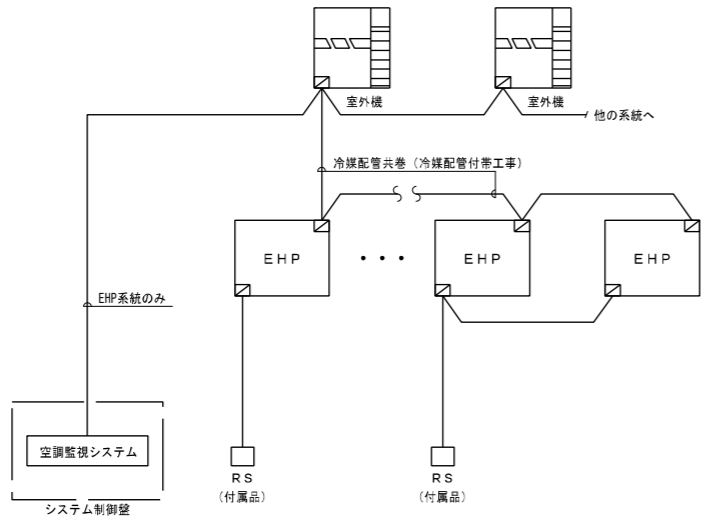 室外機
室外機
他の系統へ
冷媒配管共巻（冷媒配管付帯工事）
EHP
・・・
EHP
EHP
EHP系統のみ
空調監視システム
システム制御盤
RS
（付属品）
RS
（付属品）